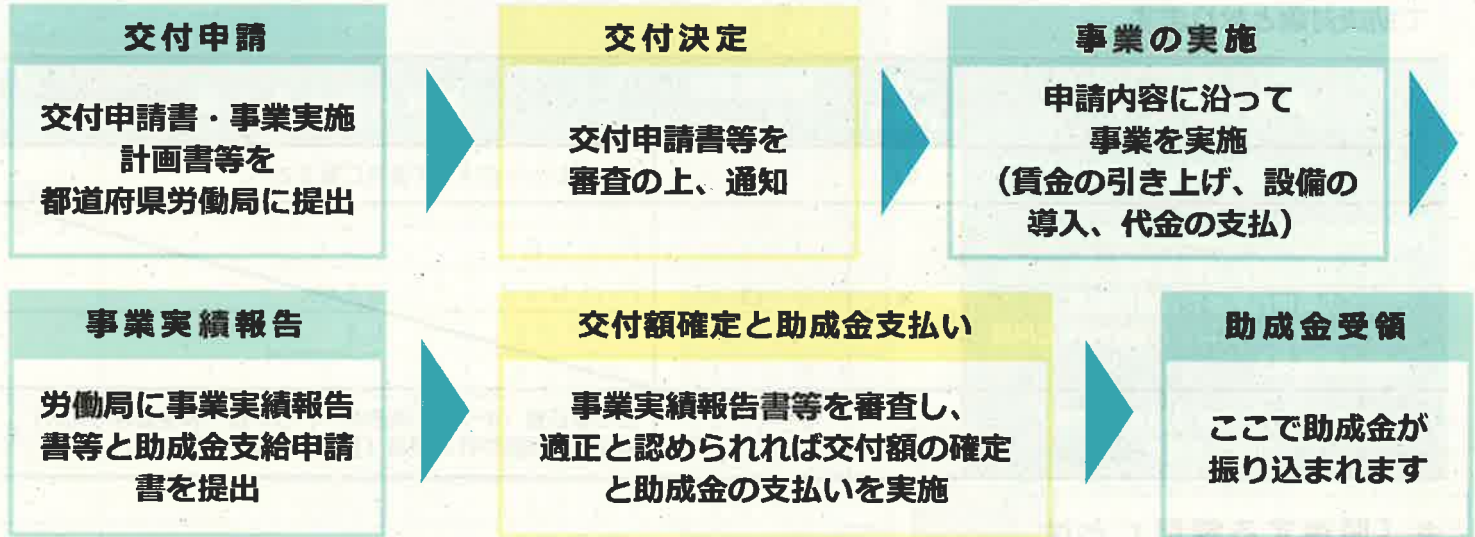 交付申請
交付申請書・事業実施
計画書等を
都道府県労働局に提出
交付決定
交付申請書等を
審査の上、通知
事業の実施
申請内容に沿って
事業を実施
（賃金の引き上げ、設備の
導入、代金の支払）
事業実績報告
労働局に事業実績報告
書等と助成金支給申請
書を提出
交付額確定と助成金支払い
事業実績報告書等を審査し、
適正と認められれば交付額の確定
と助成金の支払いを実施
助成金受領
ここで助成金が
振り込まれます